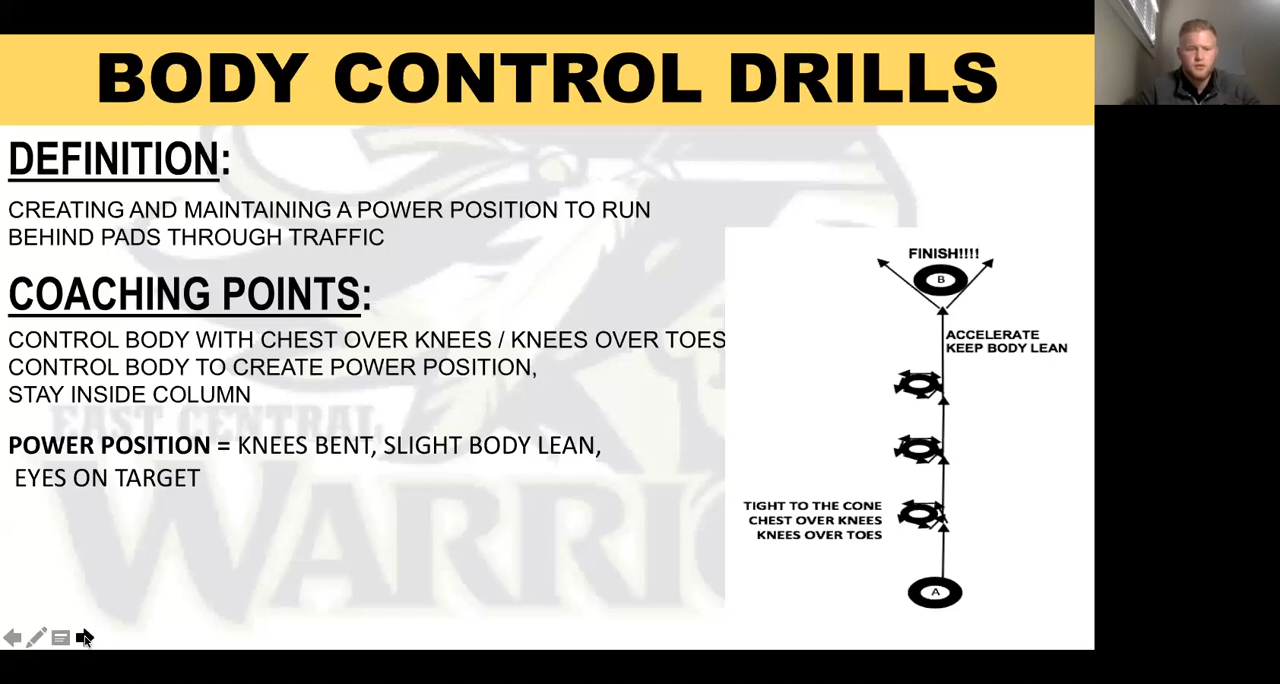 BODY CONTROL DRILLS
DEFINITION:
CREATING AND MAINTAINING A POWER POSITION TO RUN
BEHIND PADS THROUGH TRAFFIC
COACHING POINTS:
CONTROL BODY WITH CHEST OVER KNEES / KNEES OVER TOES
CONTROL BODY TO CREATE POWER POSITION,
STAY INSIDE COLUMN
POWER POSITION = KNEES BENT, SLIGHT BODY LEAN,
EYES ON TARGET
FINISH!!!!
B
ACCELERATE
KEEP BODY LEAN
TIGHT TO THE CONE
CHEST OVER KNEES
KNEES OVER TOES
A
EAST CENTRAL
WARRIO